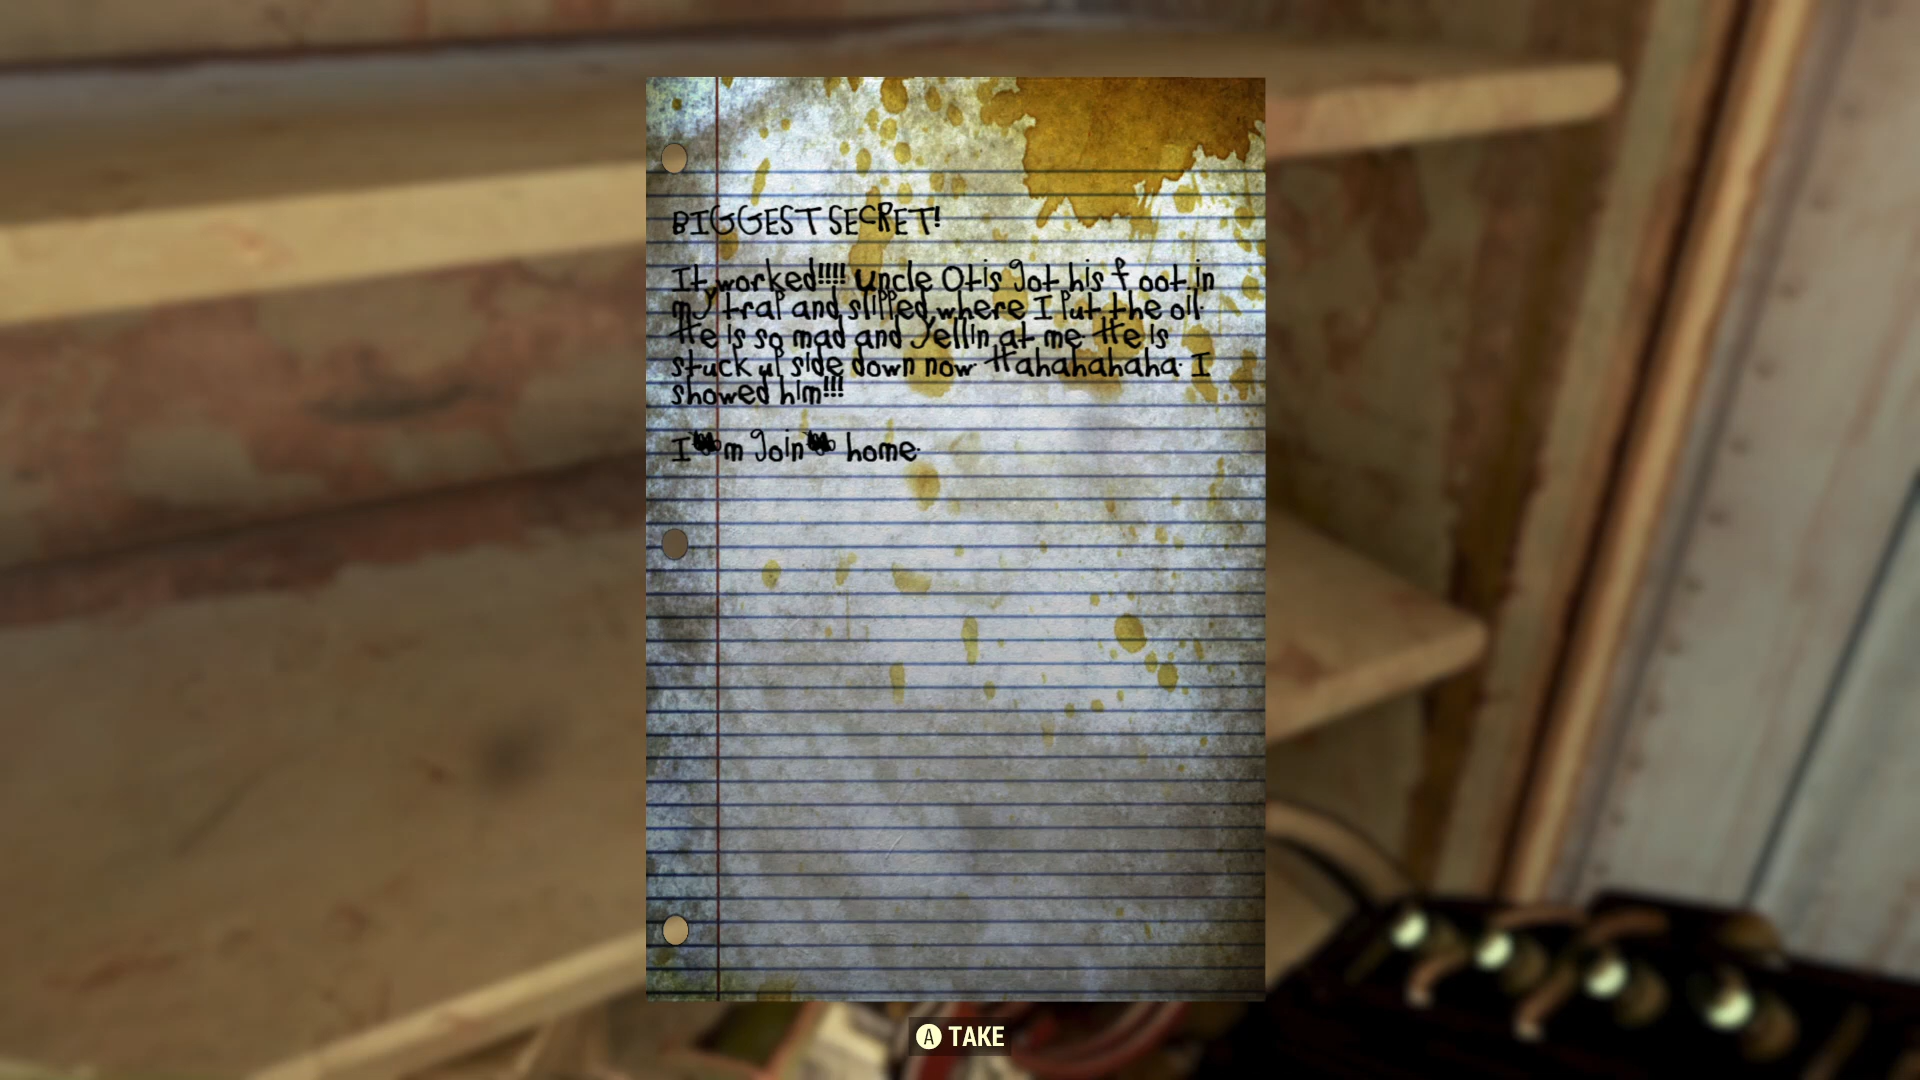 BIGGEST SECRET!
It worked!!!! Uncle Otis got his foot in
my trap and slipped where I put the oil
He is so mad and yellin at me. He is
stuck up side down now. Hahahahaha. I
showed him!!!
I m goin home.
A TAKE